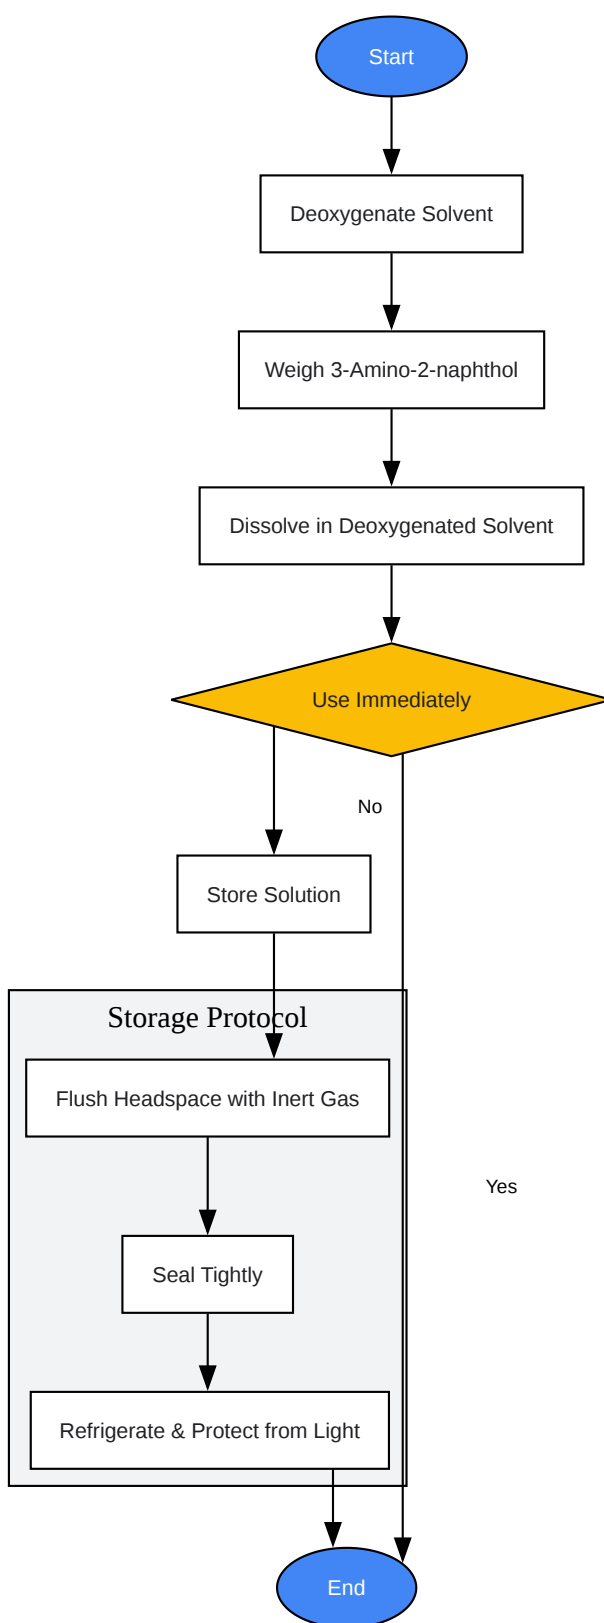 Start
Deoxygenate Solvent
Weigh 3-Amino-2-naphthol
Dissolve in Deoxygenated Solvent
Use Immediately
No
Store Solution
Storage Protocol
Flush Headspace with Inert Gas
Yes
Seal Tightly
Refrigerate & Protect from Light
End